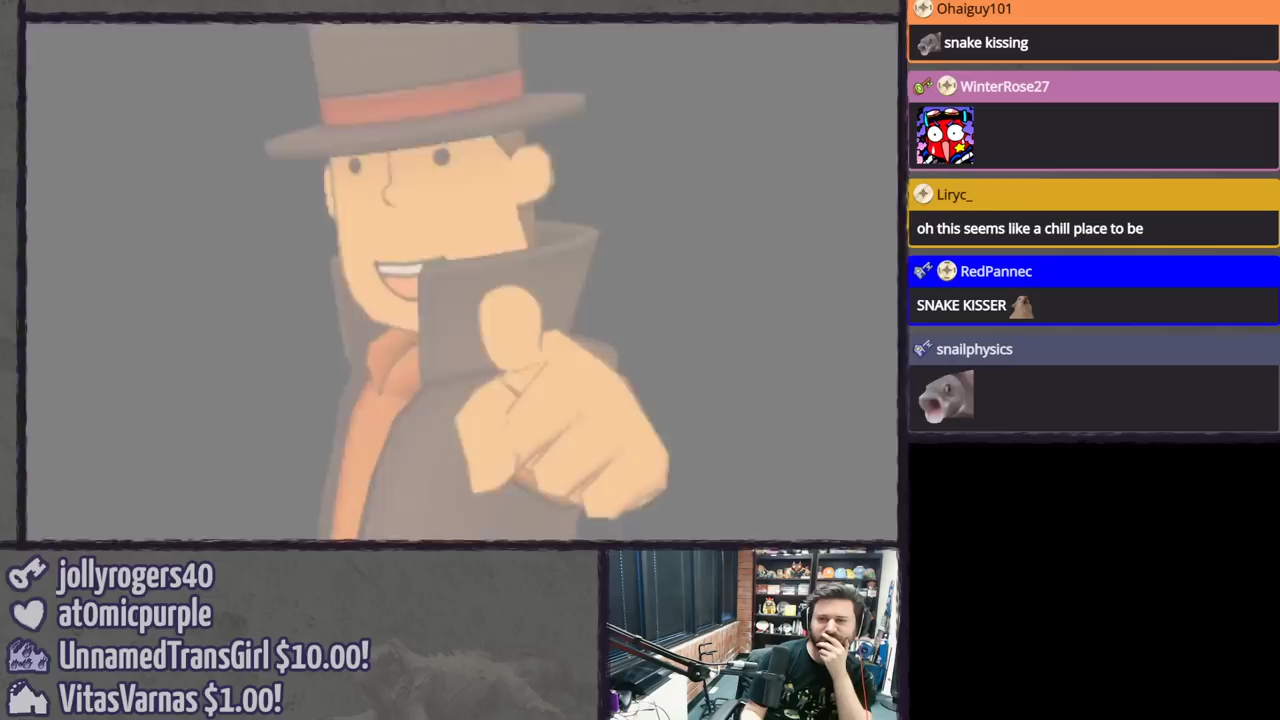 Ohaiguy101
snake kissing
WinterRose27
Liryc_
oh this seems like a chill place to be
RedPannec
SNAKE KISSER
snailphysics
jollyrogers40
at0micpurple
UnnamedTransGirl $10.00!
VitasVarnas $1.00!